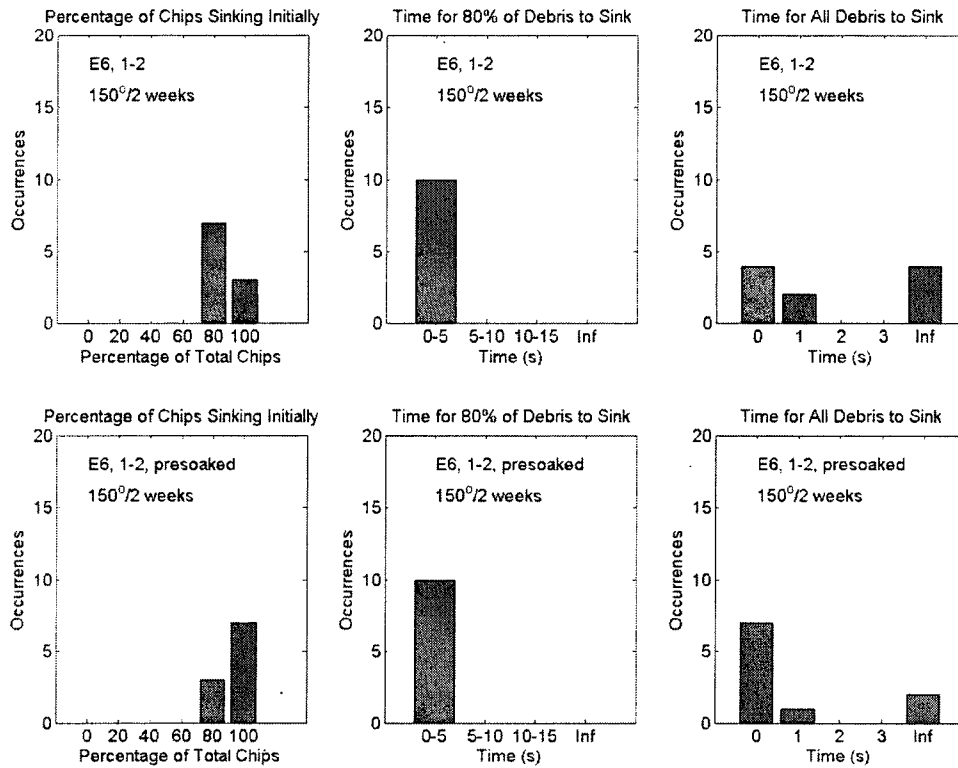 Percentage of Chips Sinking Initially
20
15
10
5
0
Occurrences
E6, 1-2
150⁰/2 weeks
0 20 40 60 80 100
Percentage of Total Chips
Time for 80% of Debris to Sink
20
15
10
5
0
Occurrences
E6, 1-2
150⁰/2 weeks
0-5 5-10 10-15 Inf
Time (s)
Time for All Debris to Sink
20
15
10
5
0
Occurrences
E6, 1-2
150⁰/2 weeks
0 1 2 3 Inf
Time (s)
Percentage of Chips Sinking Initially
20
15
10
5
0
Occurrences
E6, 1-2, presoaked
150⁰/2 weeks
0 20 40 60 80 100
Percentage of Total Chips
Time for 80% of Debris to Sink
20
15
10
5
0
Occurrences
E6, 1-2, presoaked
150⁰/2 weeks
0-5 5-10 10-15 Inf
Time (s)
Time for All Debris to Sink
20
15
10
5
0
Occurrences
E6, 1-2, presoaked
150⁰/2 weeks
0 1 2 3 Inf
Time (s)